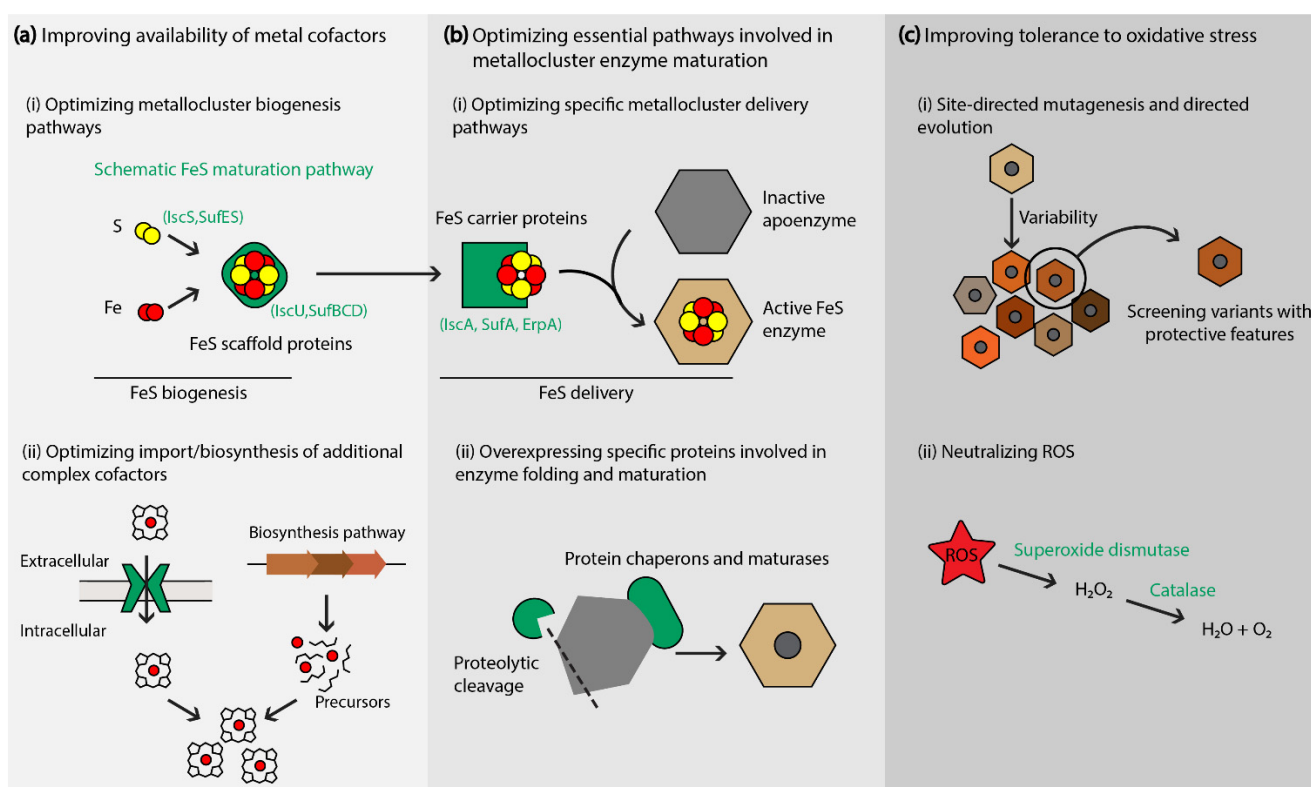 (a) Improving availability of metal cofactors
(i) Optimizing metallocluster biogenesis
pathways
Schematic FeS maturation pathway
S
(IscS,SufES)
Fe
(IscU,SufBCD)
FeS scaffold proteins
FeS biogenesis
(ii) Optimizing import/biosynthesis of additional
complex cofactors
Biosynthesis pathway
Extracellular
Intracellular
Precursors
(b) Optimizing essential pathways involved in
metallocluster enzyme maturation
(i) Optimizing specific metallocluster delivery
pathways
FeS carrier proteins
Inactive
apoenzyme
(IscA, SufA, ErpA)
Active FeS
enzyme
FeS delivery
(ii) Overexpressing specific proteins involved in
enzyme folding and maturation
Protein chaperons and maturases
Proteolytic
cleavage
(c) Improving tolerance to oxidative stress
(i) Site-directed mutagenesis and directed
evolution
Variability
Screening variants with
protective features
(ii) Neutralizing ROS
ROS
Superoxide dismutase
H₂O₂
Catalase
H₂O + O₂